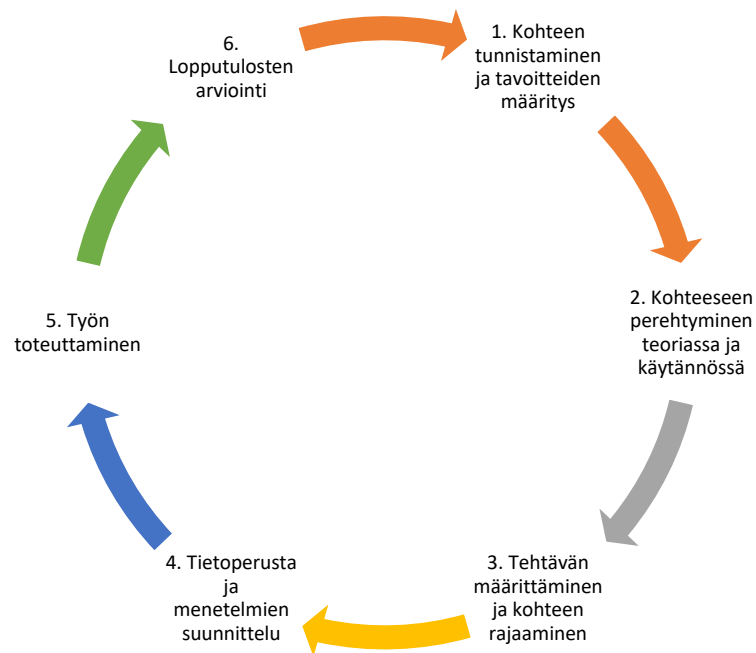 1. Kohteen
tunnistaminen
ja tavoitteiden
määritys
2. Kohteeseen
perehtyminen
teoriassa ja
käytännössä
3. Tehtävän
määrittäminen
ja kohteen
rajaaminen
4. Tietoperusta
ja
menetelmien
suunnittelu
5. Työn
toteuttaminen
6.
Lopputulosten
arviointi